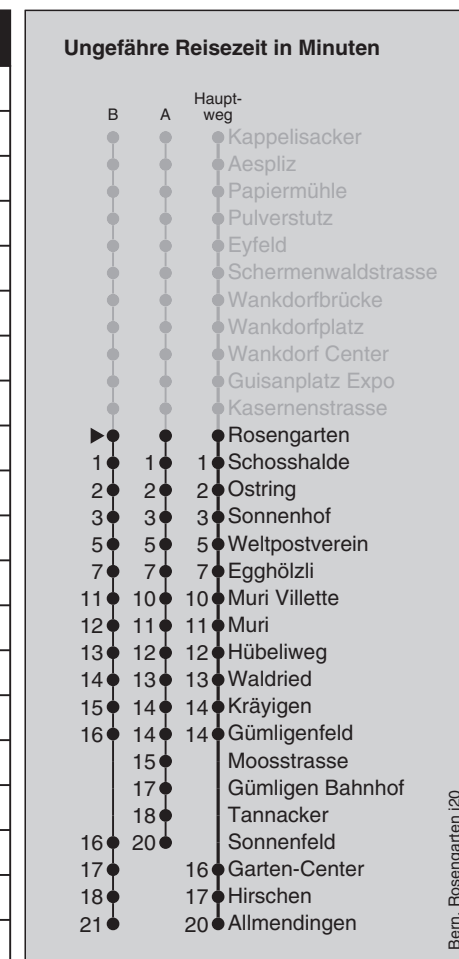 Ungefähre Reisezeit in Minuten
Haupt-
B A weg
Kappelisacker
Aespliz
Papiermühle
Pulverstutz
Eyfeld
Schermenwaldstrasse
Wankdorfbrücke
Wankdorfplatz
Wankdorf Center
Guisanplatz Expo
Kasernenstrasse
Rosengarten
1 1 1 Schosshalde
2 2 2 Ostring
3 3 3 Sonnenhof
5 5 5 Weltpostverein
7 7 7 Egghölzli
11 10 10 Muri Villette
12 11 11 Muri
13 12 12 Hübeliweg
14 13 13 Waldried
15 14 14 Kräyigen
16 14 14 Gümligenfeld
15 Moosstrasse
17 Gümligen Bahnhof
18 Tannacker
16 20 Sonnenfeld
17 16 Garten-Center
18 17 Hirschen
21 20 Allmendingen
Bern, Rosengarten j20